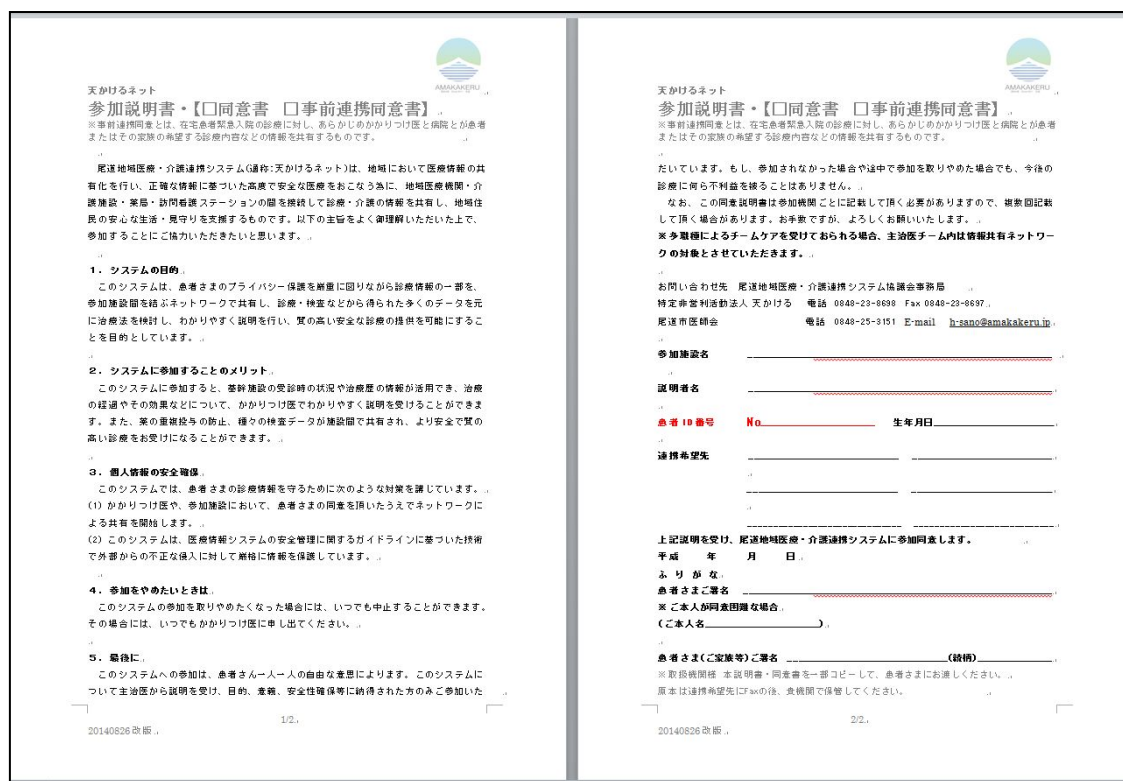 AMAKAKERU
天かけるネット
参加説明書・【□同意書　□事前連携同意書】
※事前連携同意とは、在宅患者緊急入院の診療に対し、あらかじめかかりつけ医と病院とが患者
またはその家族の希望する診療内容などの情報を共有するものです。
尾道地域医療・介護連携システム(通称:天かけるネット)は、地域において医療情報の共
有化を行い、正確な情報に基づいた高度で安全な医療をおこなう為に、地域医療機関・介
護施設・薬局・訪問看護ステーションの間を接続して診療・介護の情報を共有し、地域住
民の安心な生活・見守りを支援するものです。以下の主旨をよく御理解いただいた上で、
参加することにご協力いただきたいと思います。
1．システムの目的
このシステムは、患者さまのプライバシー保護を厳重に図りながら診療情報の一部を、
参加施設間を結ぶネットワークで共有し、診療・検査などから得られた多くのデータを元
に治療法を検討し、わかりやすく説明を行い、質の高い安全な診療の提供を可能にするこ
とを目的としています。
2．システムに参加することのメリット
このシステムに参加すると、基幹施設の受診時の状況や治療歴の情報が活用でき、治療
の経過やその効果などについて、かかりつけ医でわかりやすく説明を受けることができま
す。また、薬の重複投与の防止、種々の検査データが施設間で共有され、より安全で質の
高い診療をお受けになることができます。
3．個人情報の安全確保
このシステムでは、患者さまの診療情報を守るために次のような対策を講じています。
(1) かかりつけ医や、参加施設において、患者さまの同意を頂いたうえでネットワークに
よる共有を開始します。
(2) このシステムは、医療情報システムの安全管理に関するガイドラインに基づいた技術
で外部からの不正な侵入に対して厳格に情報を保護しています。
4．参加をやめたいときは
このシステムの参加を取りやめたくなった場合には、いつでも中止することができます。
その場合には、いつでもかかりつけ医に申し出てください。
5．最後に
このシステムへの参加は、患者さん一人一人の自由な意思によります。このシステムに
ついて主治医から説明を受け、目的、意義、安全性確保等に納得された方のみご参加いた
1/2
20140826 改版
AMAKAKERU
天かけるネット
参加説明書・【□同意書　□事前連携同意書】
※事前連携同意とは、在宅患者緊急入院の診療に対し、あらかじめかかりつけ医と病院とが患者
またはその家族の希望する診療内容などの情報を共有するものです。
だいています。もし、参加されなかった場合や途中で参加を取りやめた場合でも、今後の
診療に何ら不利益を被ることはありません。
なお、この同意説明書は参加機関ごとに記載して頂く必要がありますので、複数回記載
して頂く場合があります。お手数ですが、よろしくお願いいたします。
※多職種によるチームケアを受けておられる場合、主治医チーム内は情報共有ネットワー
クの対象とさせていただきます。
お問い合わせ先　尾道地域医療・介護連携システム協議会事務局
特定非営利活動法人 天かける　電話 0848-23-8698 Fax 0848-23-8697
尾道市医師会　電話 0848-25-3151 E-mail h-sano@amakakeru.jp
参加施設名
説明者名
患者 ID 番号　No.　生年月日
連携希望先
上記説明を受け、尾道地域医療・介護連携システムに参加同意します。
平成　年　月　日
ふ り が な
患者さまご署名
※ご本人が同意困難な場合
(ご本人名　)
患者さま(ご家族等)ご署名　(続柄)
※取扱機関様 本説明書・同意書を一部コピーして、患者さまにお渡しください。
原本は連携希望先にFaxの後、貴機関で保管してください。
2/2
20140826 改版